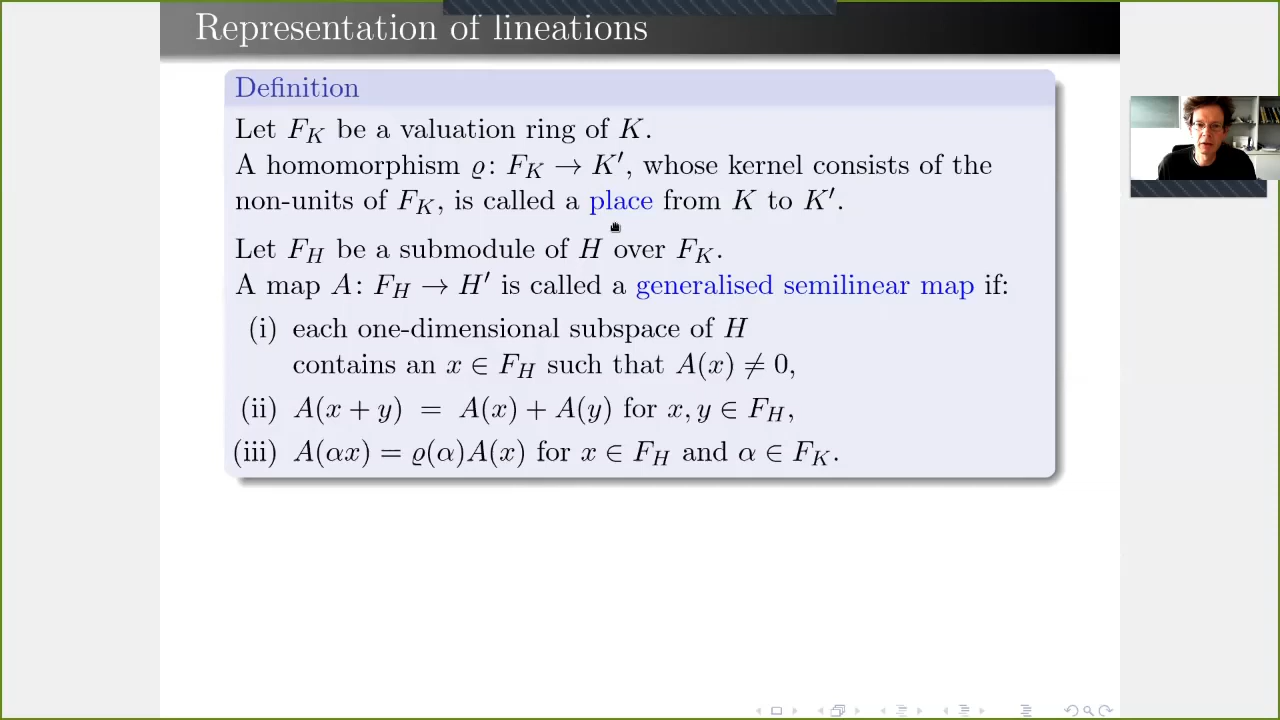 Representation of lineations
Definition
Let F_K be a valuation ring of K.
A homomorphism ϱ: F_K → K′, whose kernel consists of the
non-units of F_K, is called a place from K to K′.
Let F_H be a submodule of H over F_K.
A map A: F_H → H′ is called a generalised semilinear map if:
(i) each one-dimensional subspace of H
contains an x ∈ F_H such that A(x) ≠ 0,
(ii) A(x + y) = A(x) + A(y) for x, y ∈ F_H,
(iii) A(αx) = ϱ(α)A(x) for x ∈ F_H and α ∈ F_K.